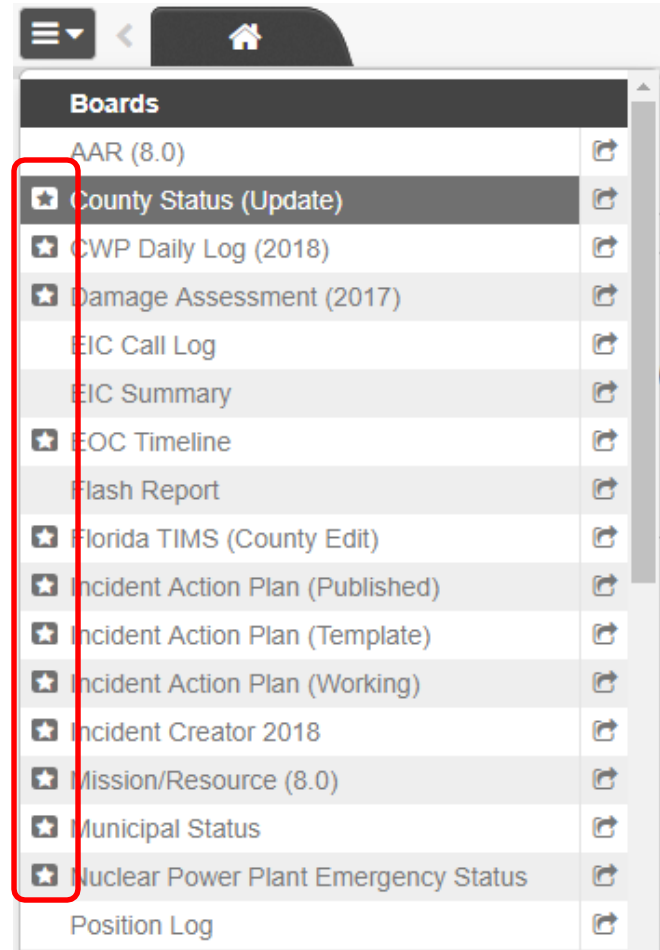 Boards
AAR (8.0)
County Status (Update)
CWP Daily Log (2018)
Damage Assessment (2017)
EIC Call Log
EIC Summary
EOC Timeline
Flash Report
Florida TIMS (County Edit)
Incident Action Plan (Published)
Incident Action Plan (Template)
Incident Action Plan (Working)
Incident Creator 2018
Mission/Resource (8.0)
Municipal Status
Nuclear Power Plant Emergency Status
Position Log